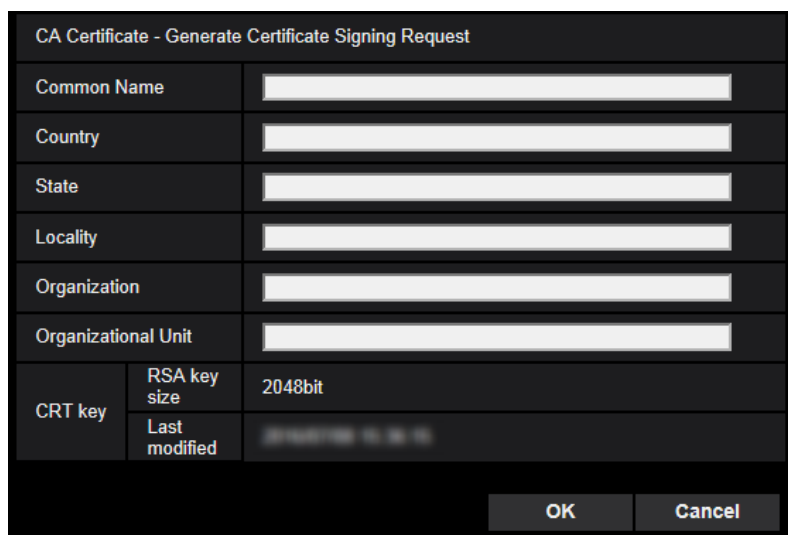 CA Certificate - Generate Certificate Signing Request
Common Name
Country
State
Locality
Organization
Organizational Unit
CRT key
RSA key
size
2048bit
Last
modified
OK
Cancel